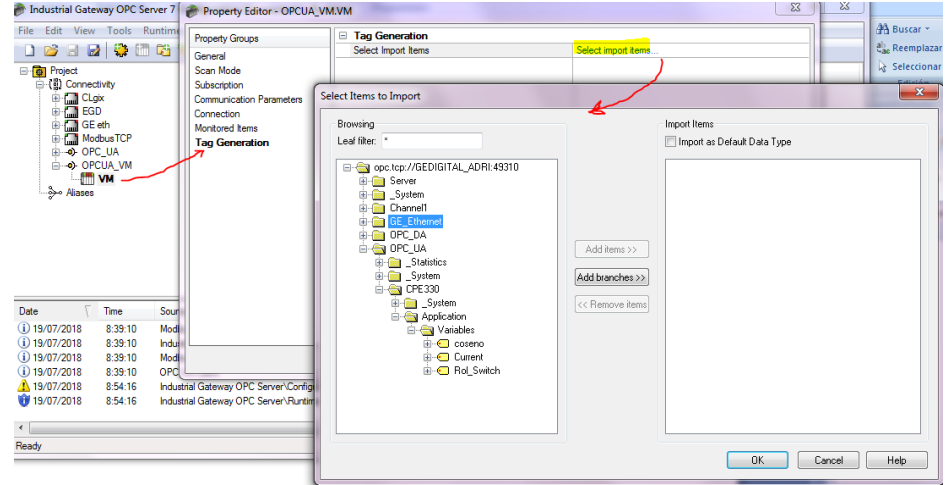 Industrial Gateway OPC Server 7
File Edit View Tools Runtime
Project
Connectivity
CLgix
EGD
GE eth
ModbusTCP
OPC_UA
OPCUA_VM
VM
Aliases
Property Editor - OPCUA_VM.VM
Property Groups
General
Scan Mode
Subscription
Communication Parameters
Connection
Monitored Items
Tag Generation
Tag Generation
Select Import Items Select import items...
Buscar
Reemplazar
Seleccionar
Select Items to Import
Browsing
Leaf filter: *
opc.tcp://GEDIGITAL_ADRI:49310
Server
_System
Channel1
GE_Ethernet
OPC_DA
OPC_UA
_Statistics
_System
CPE330
_System
Application
Variables
coseno
Current
Rol_Switch
Add items >>
Add branches >>
<< Remove items
Import Items
Import as Default Data Type
OK Cancel Help
Date Time Sour
19/07/2018 8:39:10 Modl
19/07/2018 8:39:10 Indus
19/07/2018 8:39:10 Modl
19/07/2018 8:39:10 OPC
19/07/2018 8:54:16 Industrial Gateway OPC Server\Config
19/07/2018 8:54:16 Industrial Gateway OPC Server\Runtim
Ready